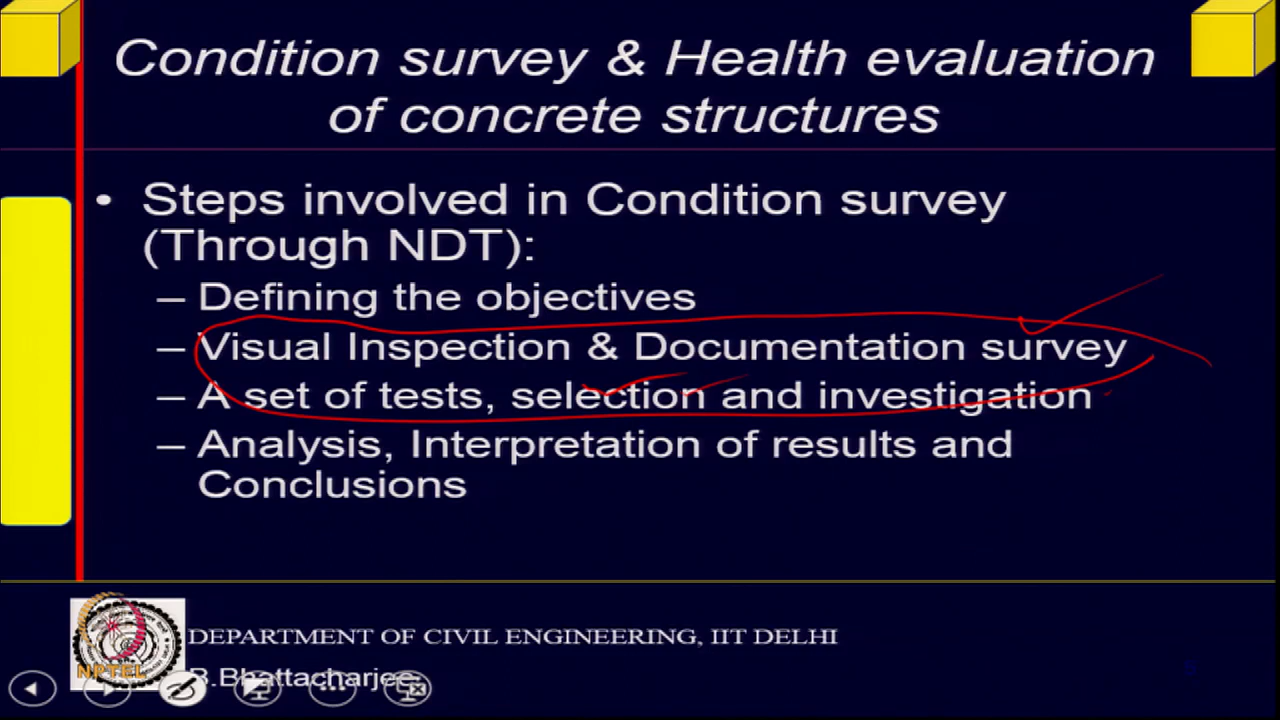 Condition survey & Health evaluation
of concrete structures
• Steps involved in Condition survey
(Through NDT):
– Defining the objectives
– Visual Inspection & Documentation survey
– A set of tests, selection and investigation
– Analysis, Interpretation of results and
Conclusions
DEPARTMENT OF CIVIL ENGINEERING, IIT DELHI
NPTEL
B.Bhattacharjee